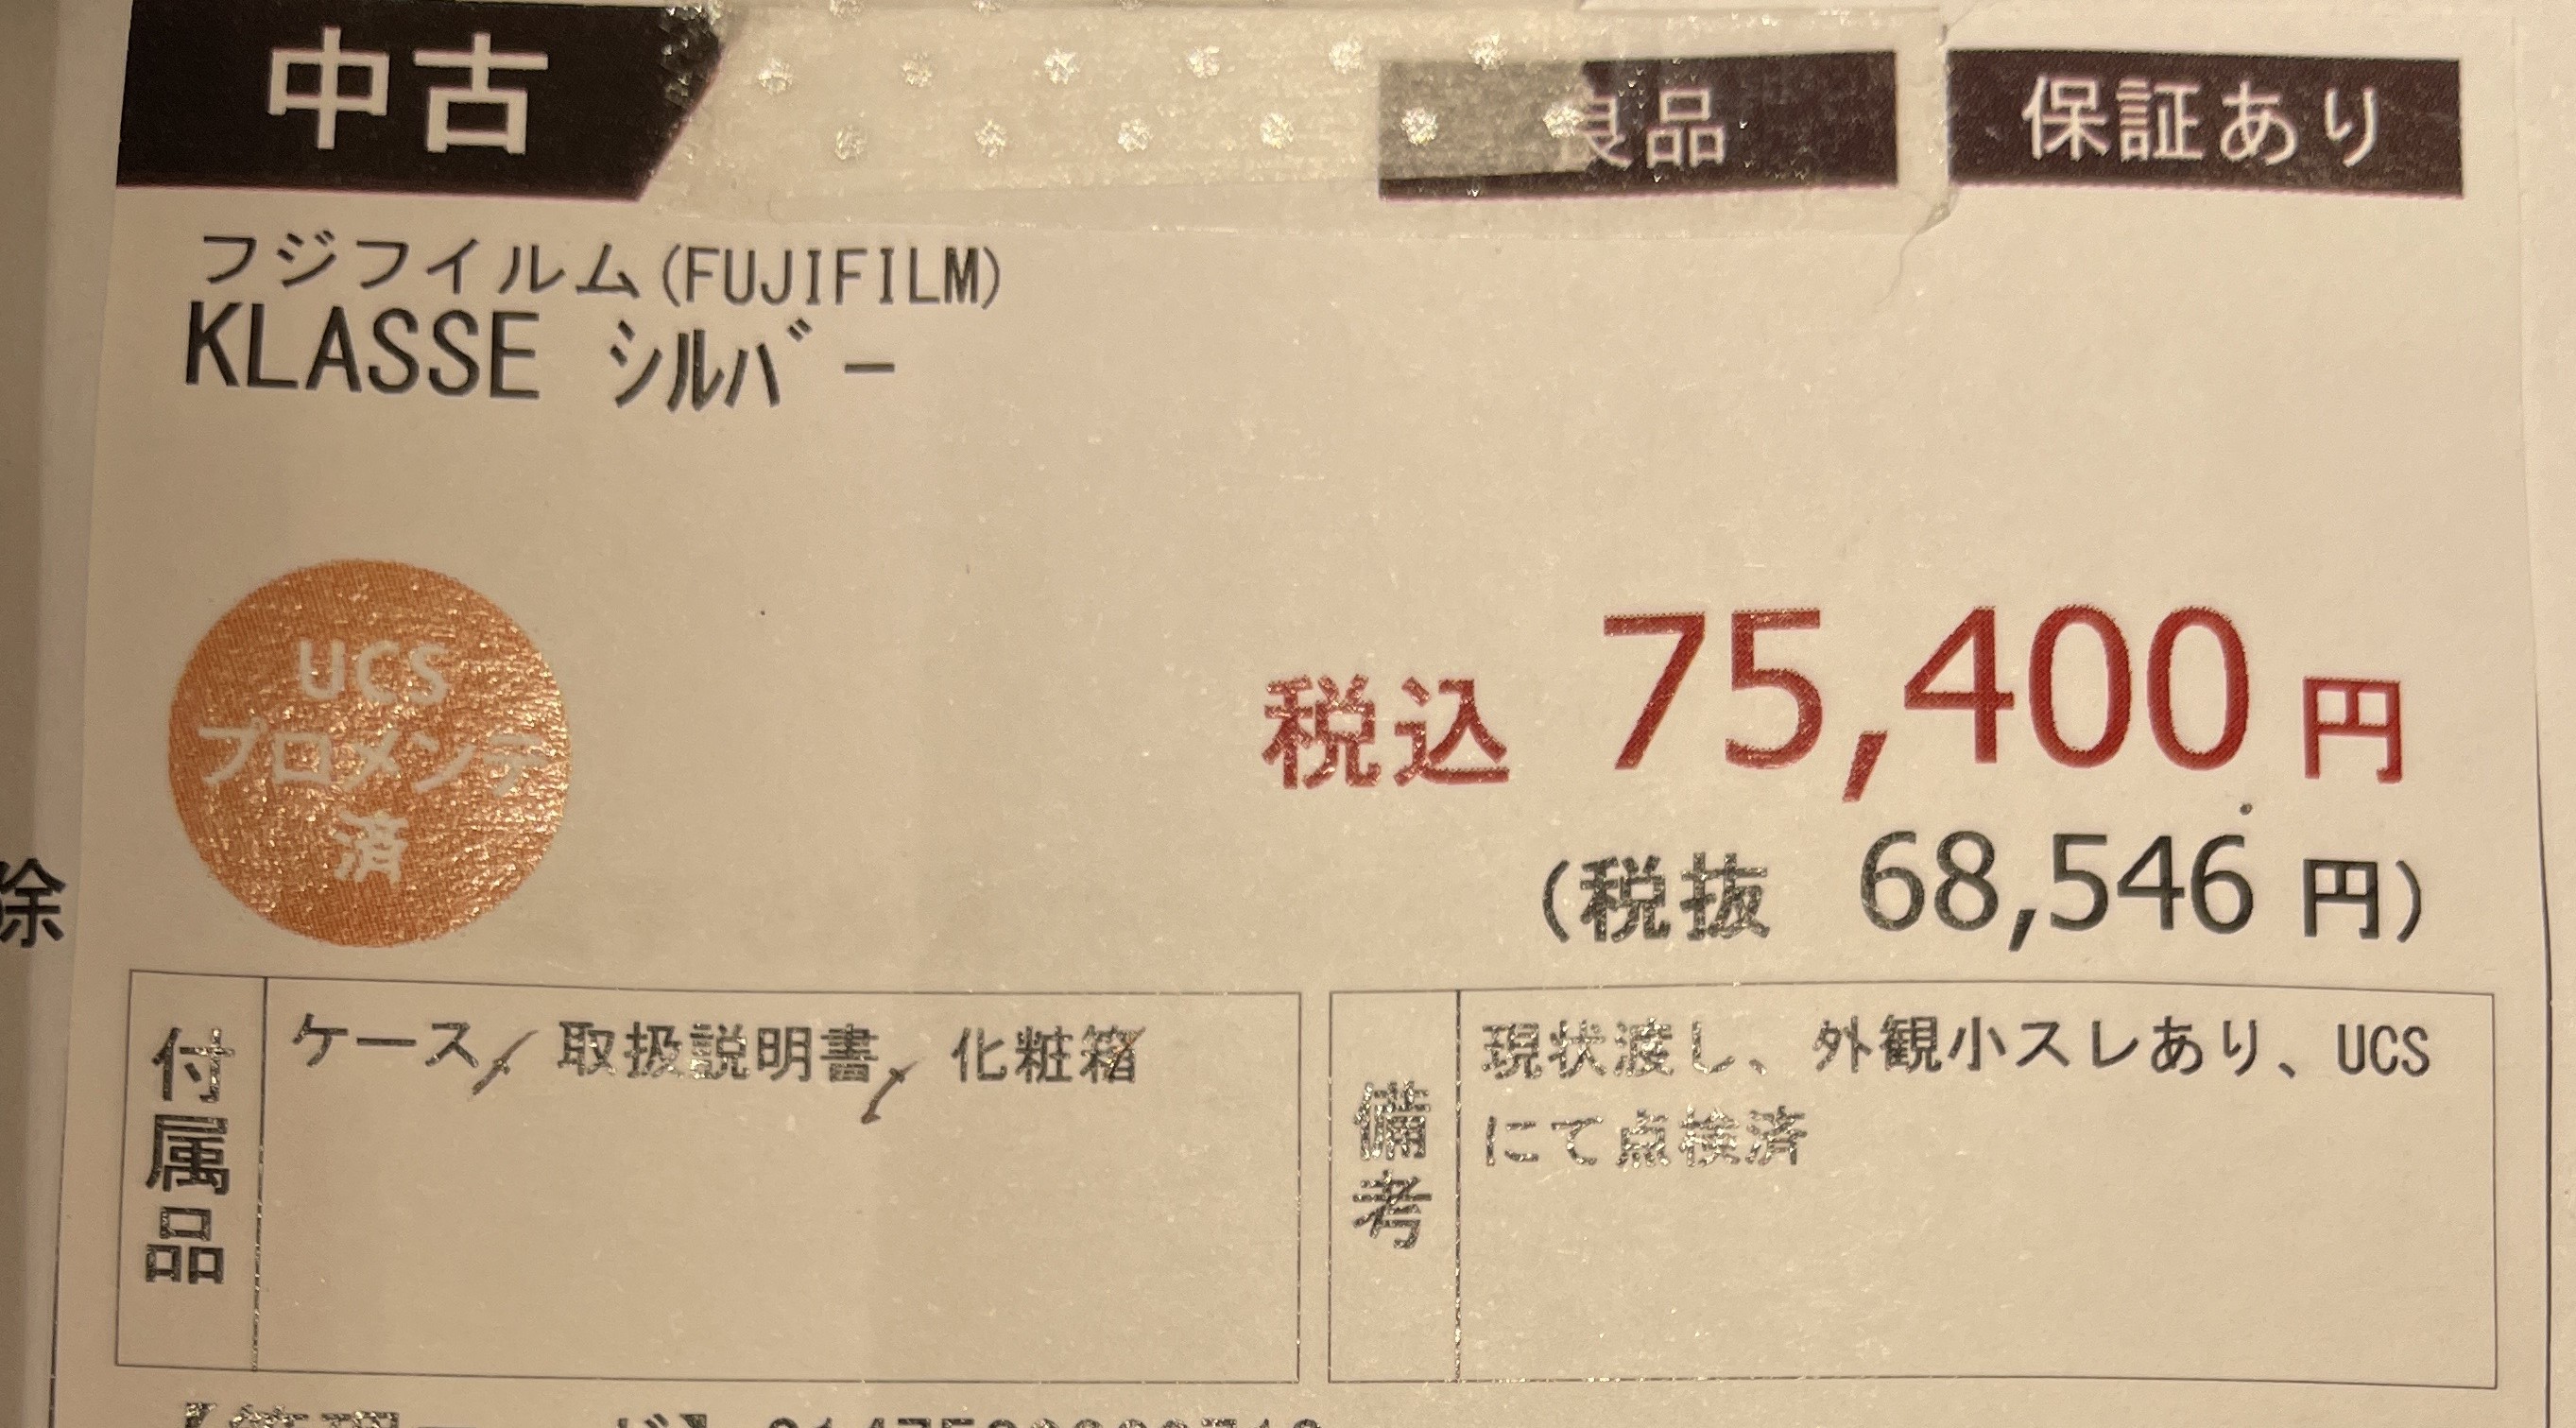 中古
良品
保証あり
フジフイルム(FUJIFILM)
KLASSE ｼﾙﾊﾞｰ
UCS
プロメンテ
済
税込 75,400 円
(税抜 68,546 円)
除
付属品
ケース、取扱説明書、化粧箱
備考
現状渡し、外観小スレあり、UCS
にて点検済